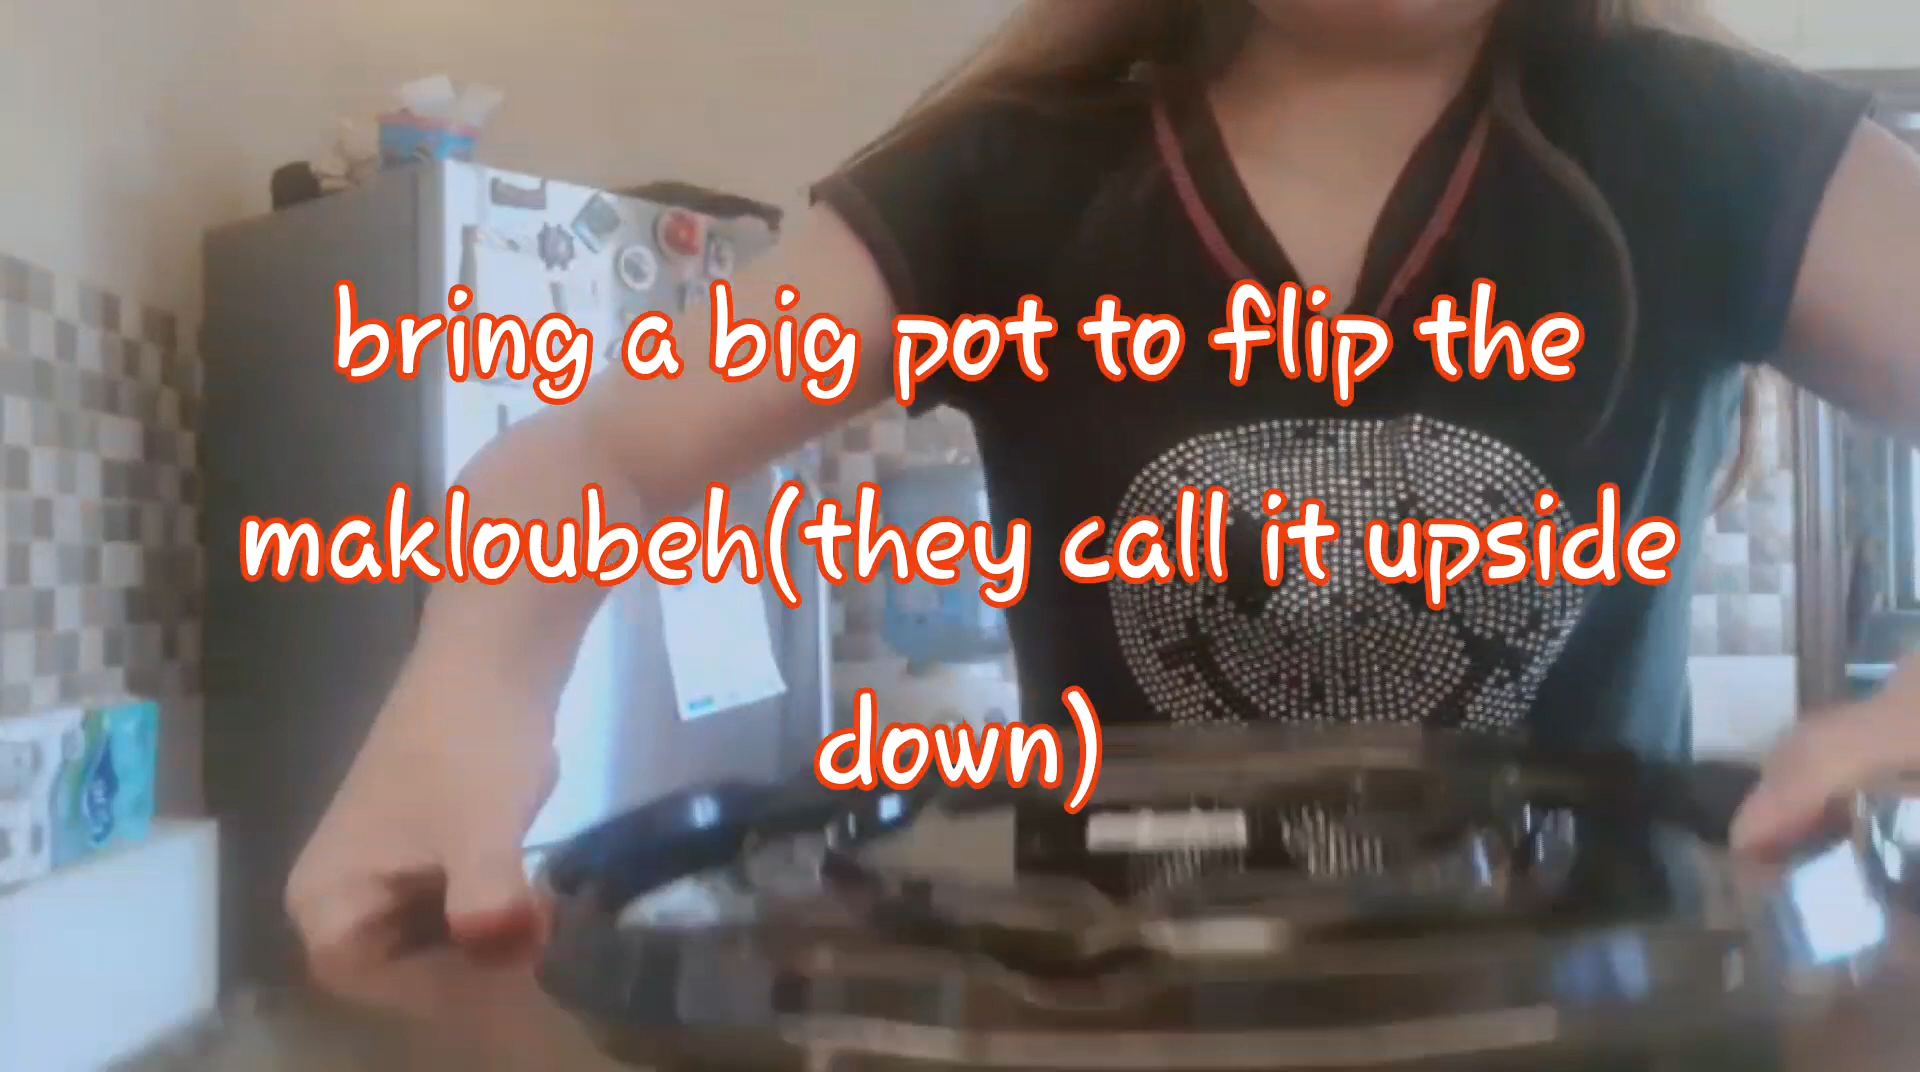 bring a big pot to flip the
makloubeh(they call it upside
down)